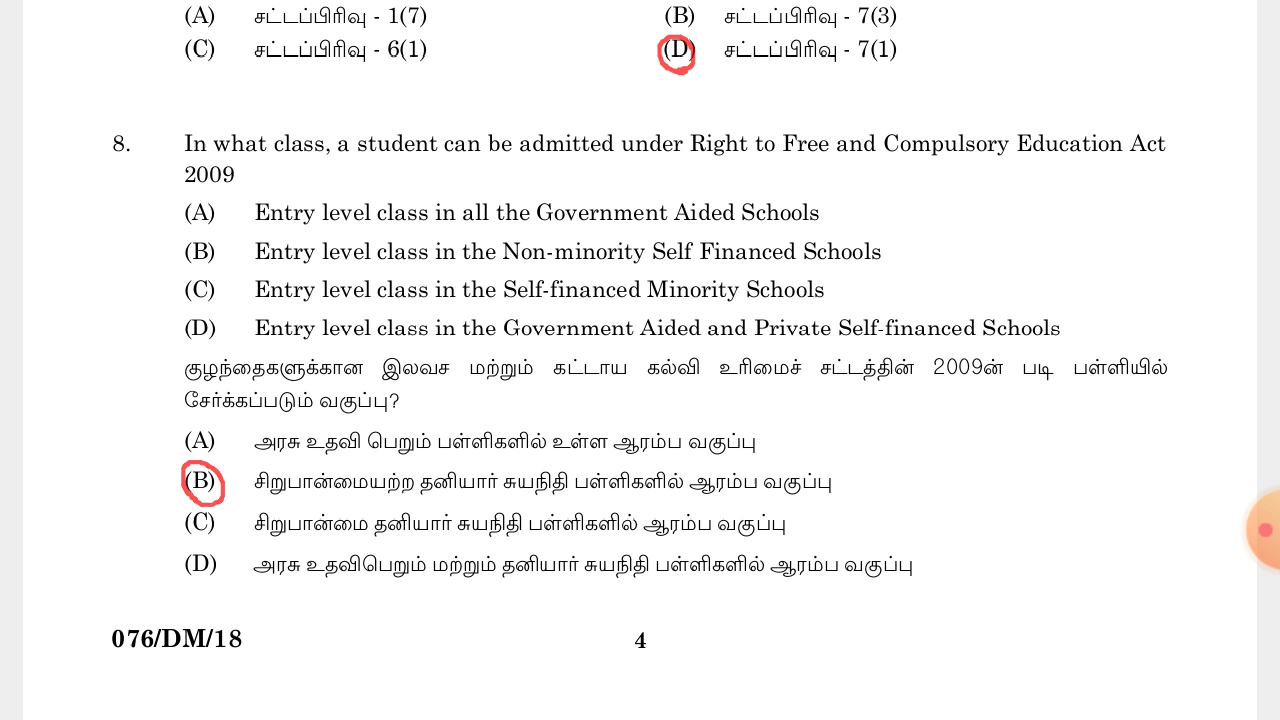 (A) சட்டப்பிரிவு - 1(7) (B) சட்டப்பிரிவு - 7(3)
(C) சட்டப்பிரிவு - 6(1) (D) சட்டப்பிரிவு - 7(1)
8. In what class, a student can be admitted under Right to Free and Compulsory Education Act
2009
(A) Entry level class in all the Government Aided Schools
(B) Entry level class in the Non-minority Self Financed Schools
(C) Entry level class in the Self-financed Minority Schools
(D) Entry level class in the Government Aided and Private Self-financed Schools
குழந்தைகளுக்கான இலவச மற்றும் கட்டாய கல்வி உரிமைச் சட்டத்தின் 2009ன் படி பள்ளியில்
சேர்க்கப்படும் வகுப்பு?
(A) அரசு உதவி பெறும் பள்ளிகளில் உள்ள ஆரம்ப வகுப்பு
(B) சிறுபான்மையற்ற தனியார் சுயநிதி பள்ளிகளில் ஆரம்ப வகுப்பு
(C) சிறுபான்மை தனியார் சுயநிதி பள்ளிகளில் ஆரம்ப வகுப்பு
(D) அரசு உதவிபெறும் மற்றும் தனியார் சுயநிதி பள்ளிகளில் ஆரம்ப வகுப்பு
076/DM/18 4